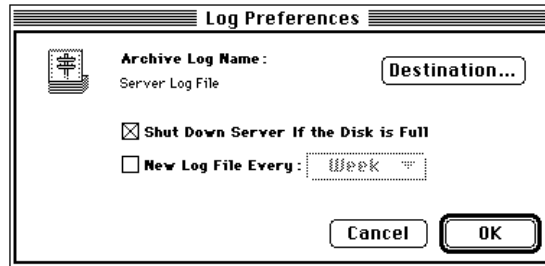 Log Preferences
Archive Log Name:
Server Log File
Destination...
Shut Down Server If the Disk is Full
New Log File Every: Week
Cancel OK